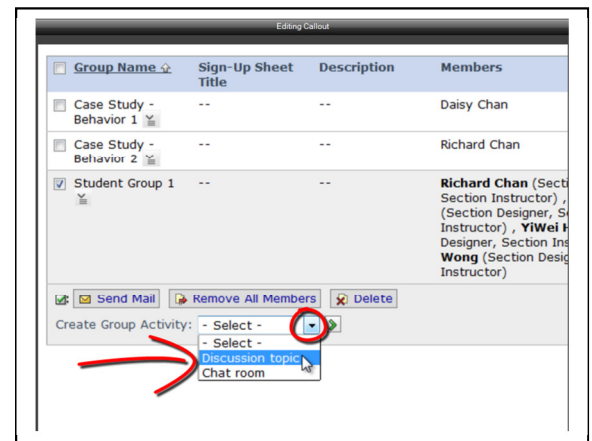 Editing Callout
Group Name Sign-Up Sheet Title Description Members
Case Study - Behavior 1 -- -- Daisy Chan
Case Study - Behavior 2 -- -- Richard Chan
Student Group 1 -- -- Richard Chan (Secti
Section Instructor) ,
(Section Designer, S
Instructor) , YiWei H
Designer, Section Ins
Wong (Section Desig
Instructor)
Send Mail Remove All Members Delete
Create Group Activity: - Select -
- Select -
Discussion topic
Chat room